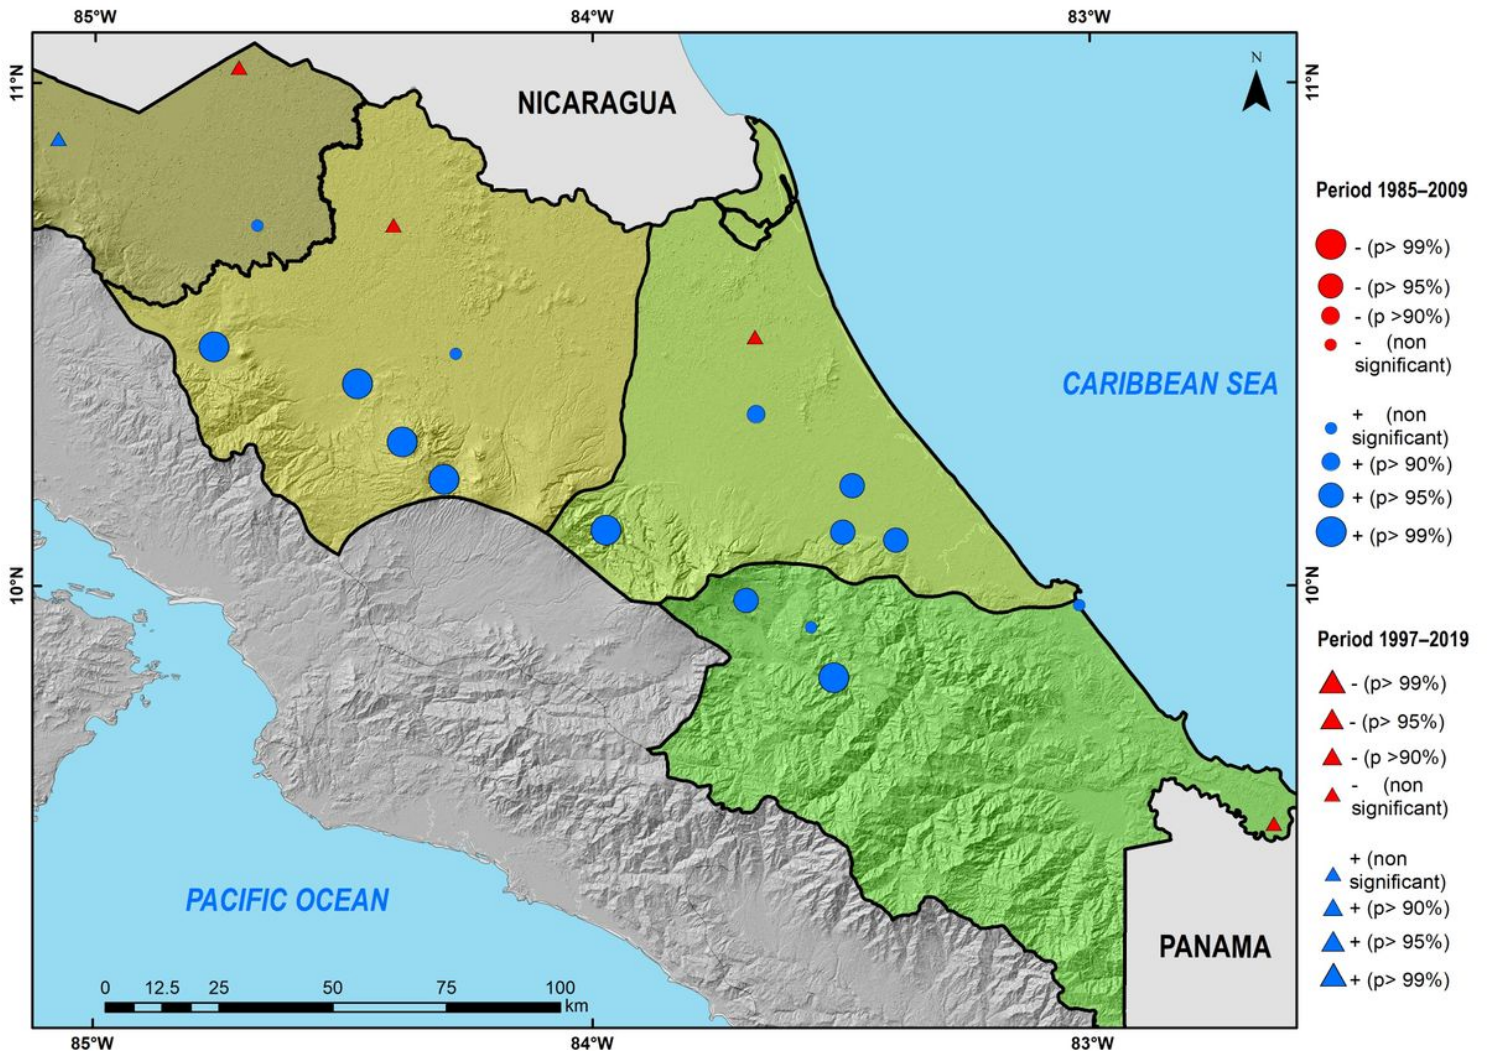 85°W
84°W
83°W
11°N
11°N
N
NICARAGUA
CARIBBEAN SEA
10°N
10°N
PACIFIC OCEAN
PANAMA
0 12.5 25 50 75 100
km
85°W
84°W
83°W
Period 1985–2009
- (p> 99%)
- (p> 95%)
- (p >90%)
- (non
significant)
+ (non
significant)
+ (p> 90%)
+ (p> 95%)
+ (p> 99%)
Period 1997–2019
- (p> 99%)
- (p> 95%)
- (p >90%)
- (non
significant)
+ (non
significant)
+ (p> 90%)
+ (p> 95%)
+ (p> 99%)